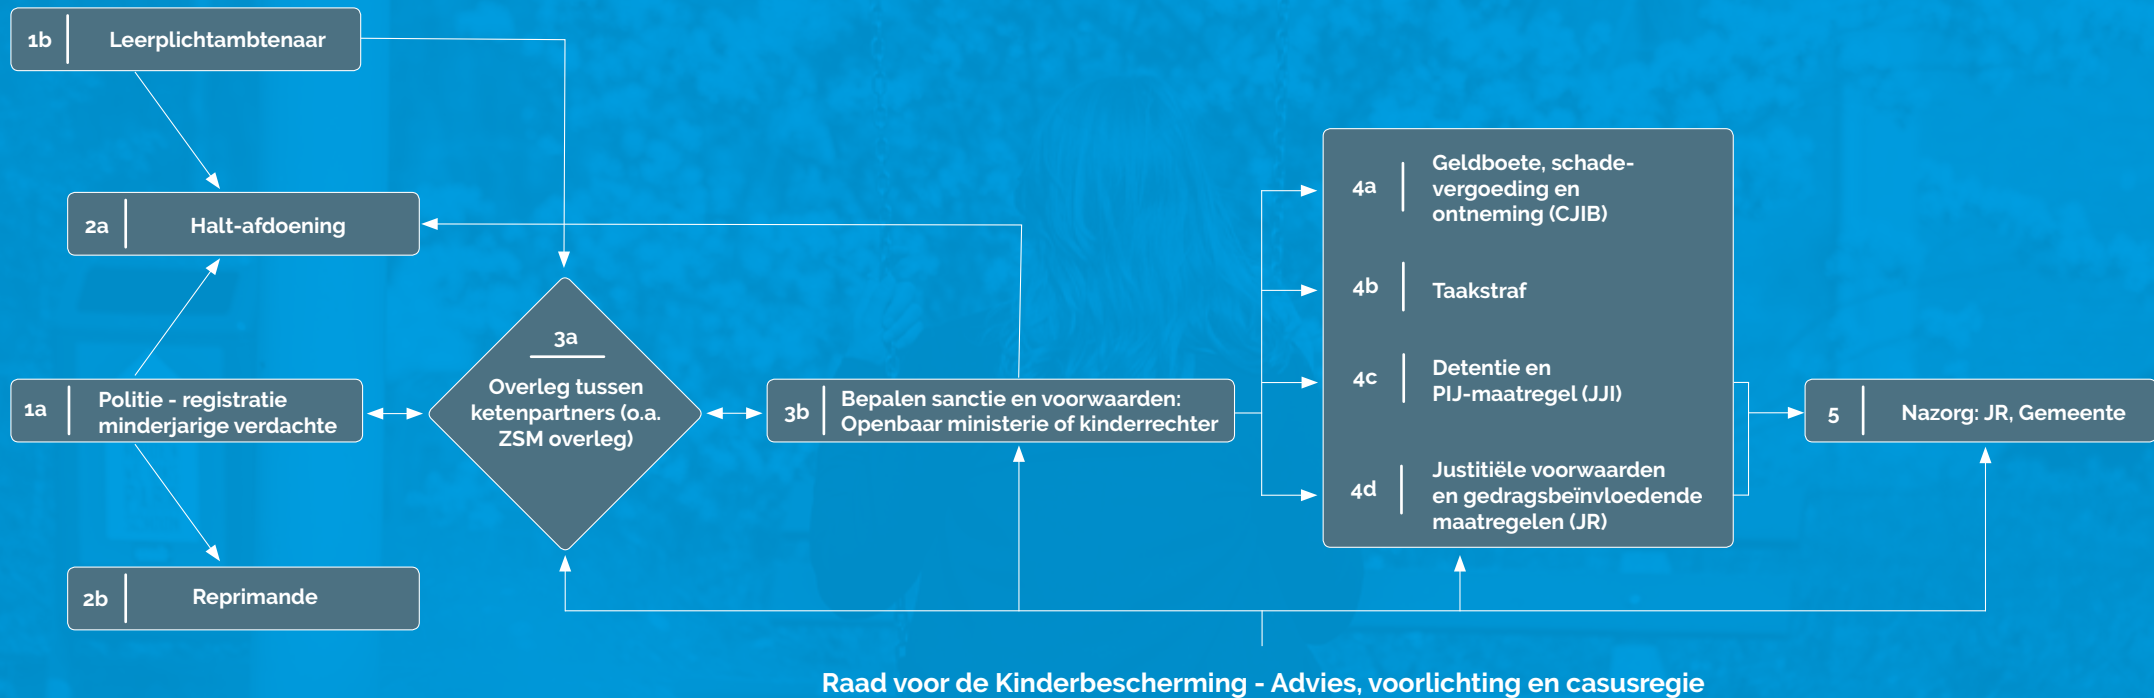 1b Leerplichtambtenaar
2a Halt-afdoening
1a Politie - registratie
minderjarige verdachte
2b Reprimande
3a
Overleg tussen
ketenpartners (o.a.
ZSM overleg)
3b Bepalen sanctie en voorwaarden:
Openbaar ministerie of kinderrechter
4a Geldboete, schade-
vergoeding en
ontneming (CJIB)
4b Taakstraf
4c Detentie en
PIJ-maatregel (JJI)
4d Justitiële voorwaarden
en gedragsbeïnvloedende
maatregelen (JR)
5 Nazorg: JR, Gemeente
Raad voor de Kinderbescherming - Advies, voorlichting en casusregie